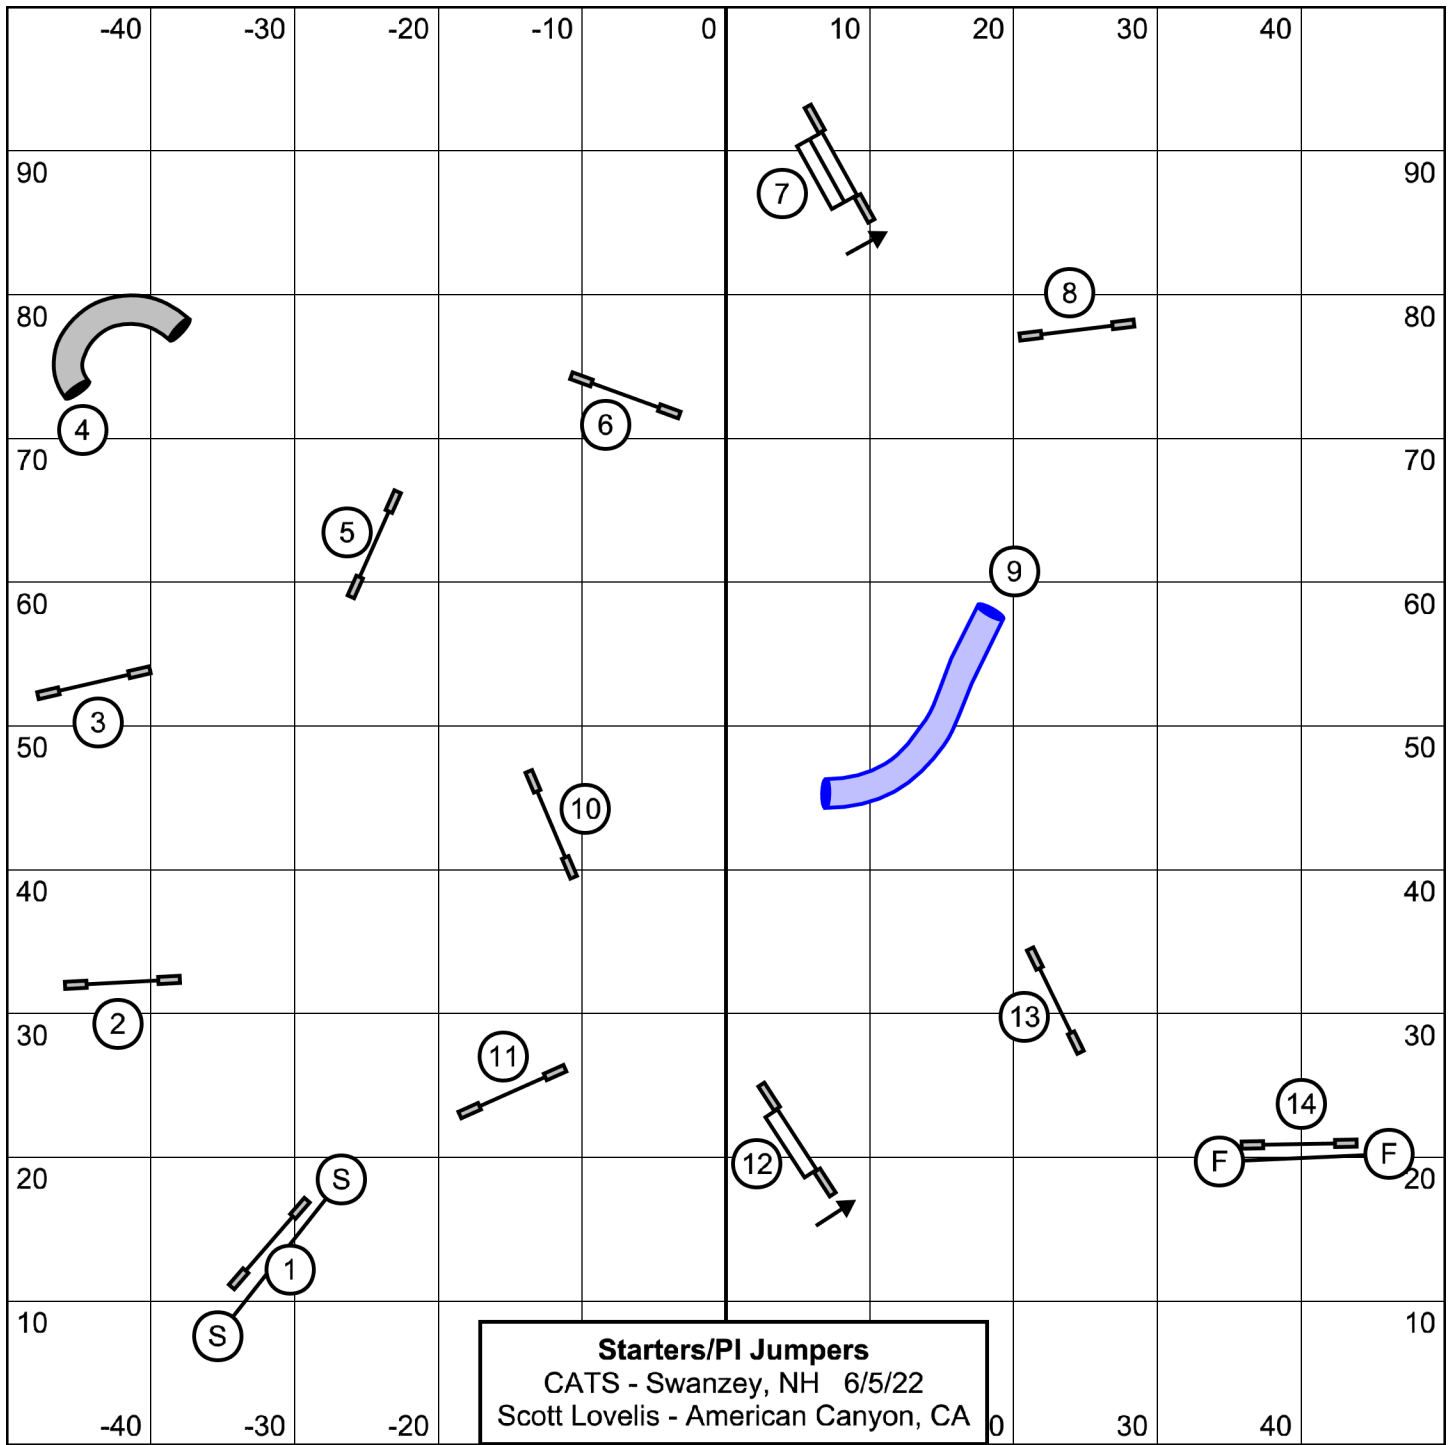 -40 -30 -20 -10 0 10 20 30 40
90 7 90
8
80 80
4 6
70 70
5
9
60 60
3
50 50
10
40 40
2 13
30 11 30
14
12 F F
20 S 20
1
10 S 10
Starters/PI Jumpers
CATS - Swanzey, NH 6/5/22
Scott Lovelis - American Canyon, CA
-40 -30 -20 0 30 40